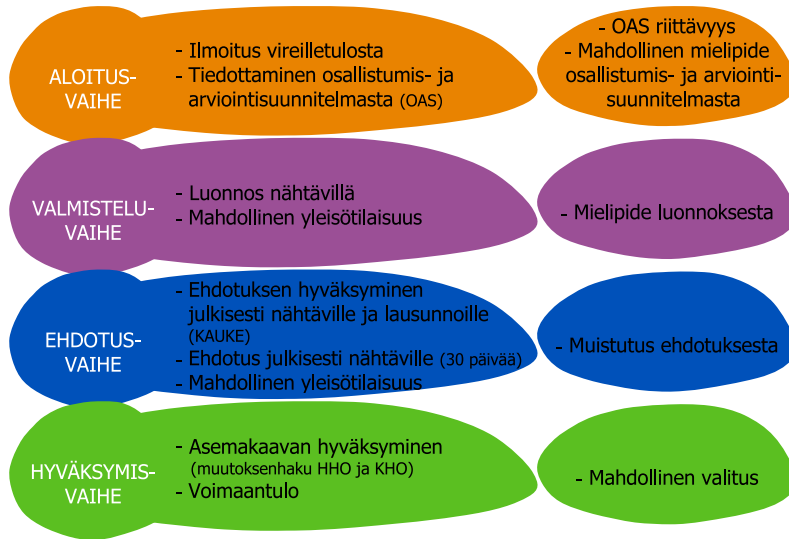 ALOITUS-
VAIHE
- Ilmoitus vireilletulosta
- Tiedottaminen osallistumis- ja
arviointisuunnitelmasta (OAS)
- OAS riittävyys
- Mahdollinen mielipide
osallistumis- ja arviointi-
suunnitelmasta
VALMISTELU-
VAIHE
- Luonnos nähtävillä
- Mahdollinen yleisötilaisuus
- Mielipide luonnoksesta
EHDOTUS-
VAIHE
- Ehdotuksen hyväksyminen
julkisesti nähtäville ja lausunnoille
(KAUKE)
- Ehdotus julkisesti nähtäville (30 päivää)
- Mahdollinen yleisötilaisuus
- Muistutus ehdotuksesta
HYVÄKSYMIS-
VAIHE
- Asemakaavan hyväksyminen
(muutoksenhaku HHO ja KHO)
- Voimaantulo
- Mahdollinen valitus